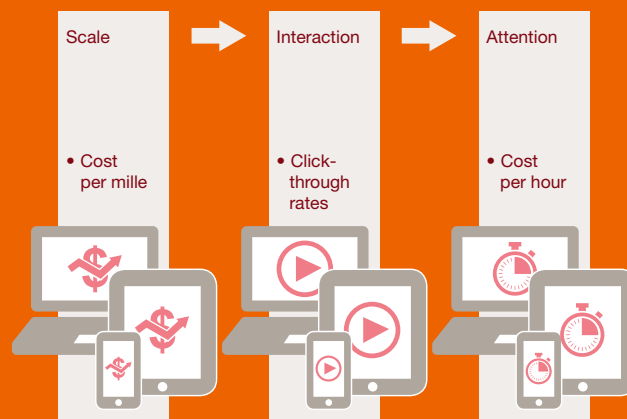 Scale
Interaction
Attention
• Cost
per mille
• Click-
through
rates
• Cost
per hour